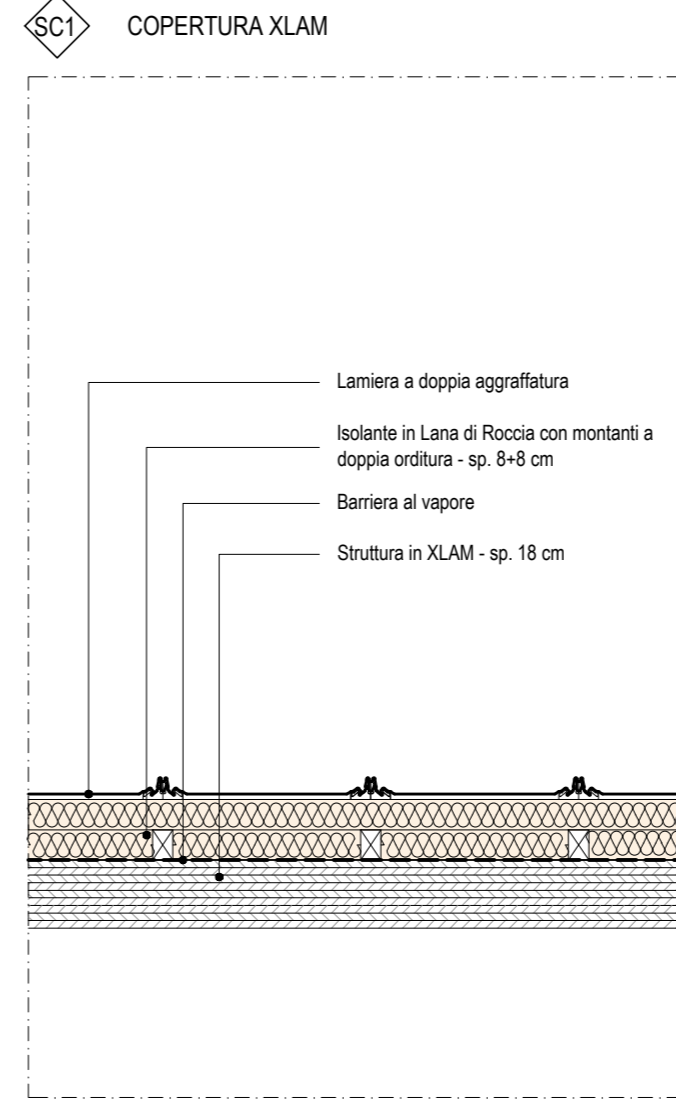 SC1 COPERTURA XLAM
Lamiera a doppia aggraffatura
Isolante in Lana di Roccia con montanti a
doppia orditura - sp. 8+8 cm
Barriera al vapore
Struttura in XLAM - sp. 18 cm